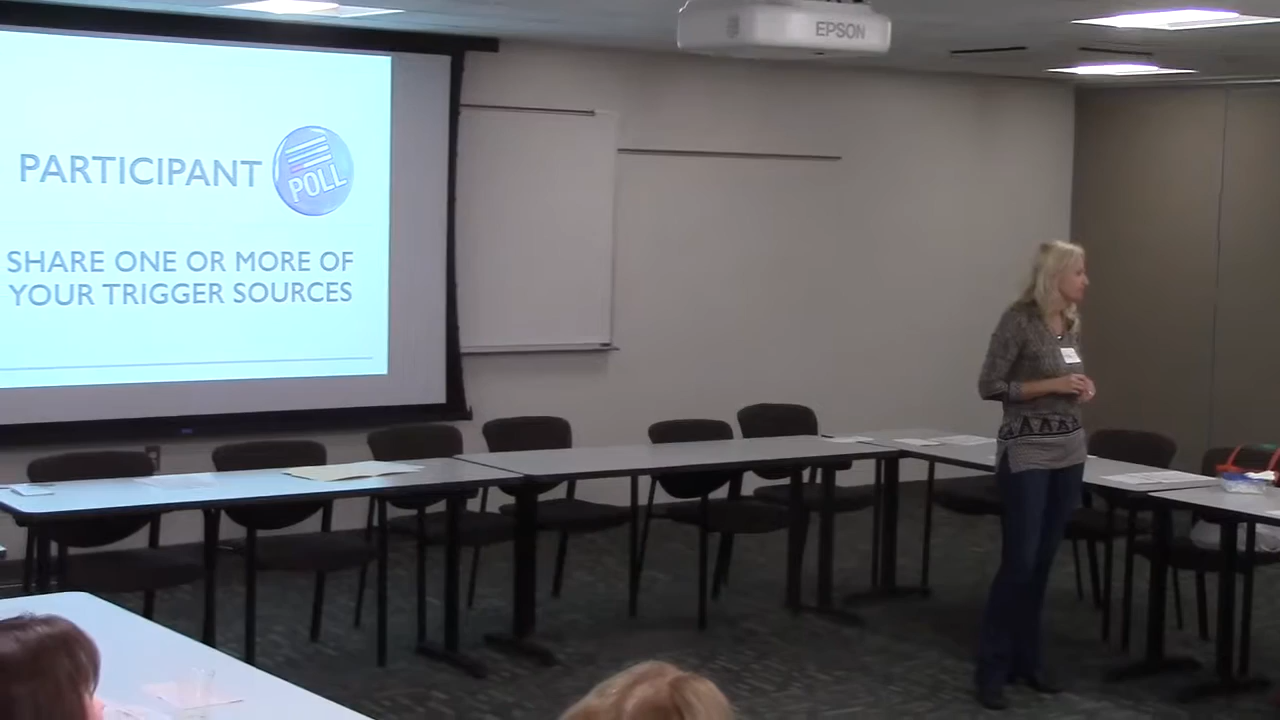 EPSON
PARTICIPANT
POLL
SHARE ONE OR MORE OF
YOUR TRIGGER SOURCES